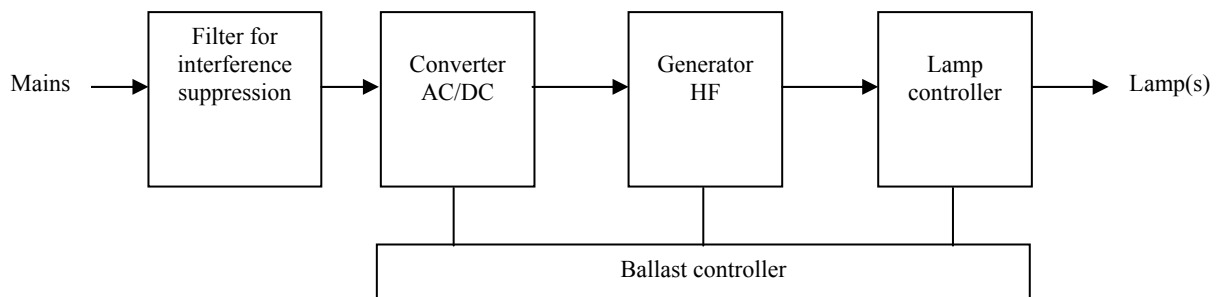 Mains
Filter for
interference
suppression
Converter
AC/DC
Generator
HF
Lamp
controller
Lamp(s)
Ballast controller